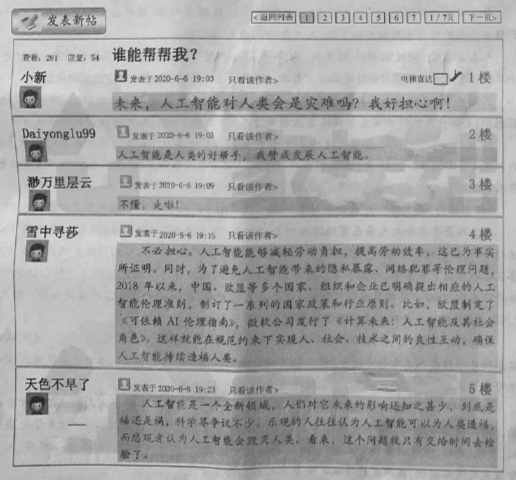 发表新帖
<返回列表 1 2 3 4 5 6 7 1/7页 下一页>
查看：281 回复：54 谁能帮帮我？
小新 发表于 2020-6-6 19:03 只看该作者> 电梯直达 1楼
未来，人工智能对人类会是灾难吗？我好担心啊！
Daiyonglu99 发表于 2020-6-6 19:05 只看该作者> 2楼
人工智能是人类的好帮手，我赞成发展人工智能。
渺万里层云 发表于 2020-6-6 19:09 只看该作者> 3楼
不懂，走啦！
雪中寻莎 发表于 2020-6-6 19:15 只看该作者> 4楼
不必担心。人工智能能够减轻劳动负担，提高劳动效率，这已为事实
所证明。同时，为了避免人工智能带来的隐私暴露、网络犯罪等伦理问题，
2018 年以来，中国、欧盟等多个国家、组织和企业已明确提出相应的人工
智能伦理准则，制订了一系列的国家政策和行业原则。比如，欧盟制定了
《可依赖 AI 伦理指南》，微软公司发行了《计算未来：人工智能及其社会
角色》。这样就能在规范约束下实现人、社会、技术之间的良性互动，确保
人工智能持续造福人类。
天色不早了 发表于 2020-6-6 19:23 只看该作者> 5楼
人工智能是一个全新领域，人们对它未来的影响还知之甚少，到底是
福还是祸，科学界争议不少。乐观的人往往认为人工智能可以为人类造福，
而悲观者认为人工智能会毁灭人类。看来，这个问题就只有交给时间去检
验了。